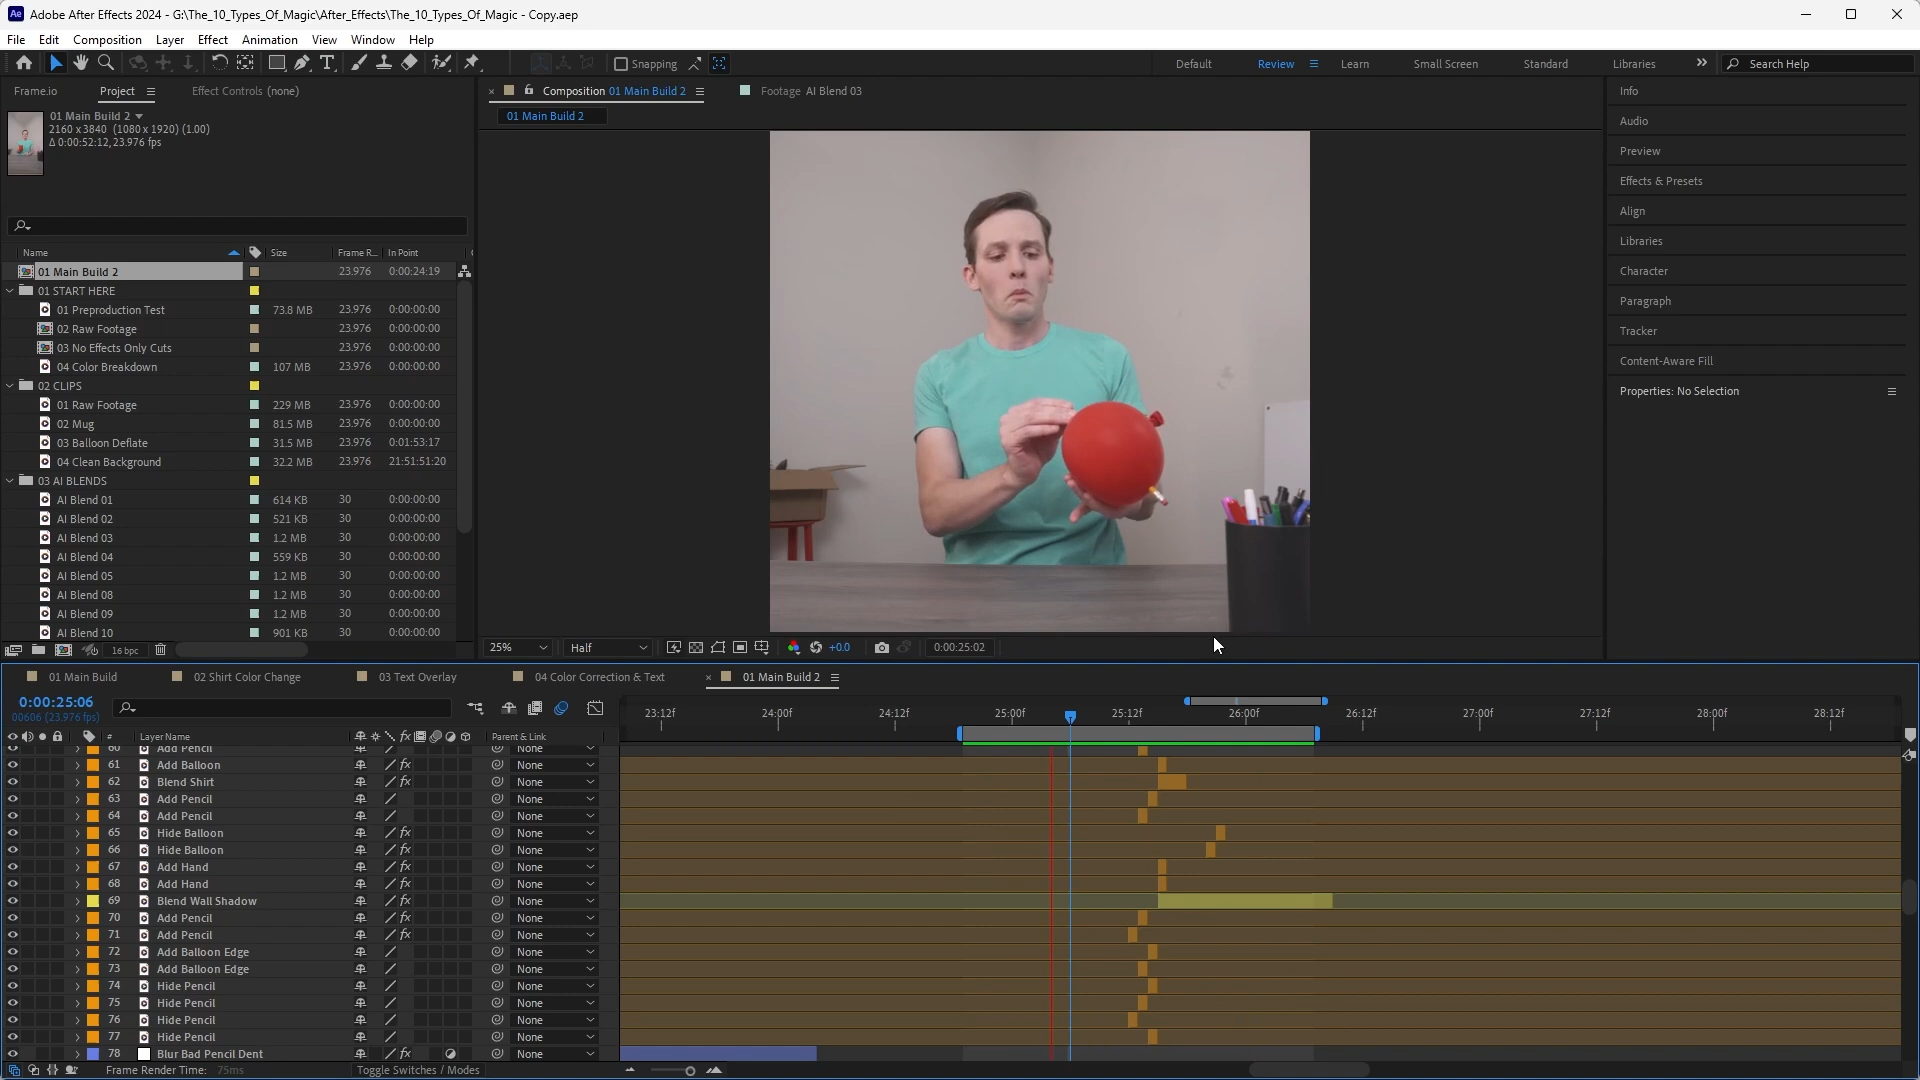 Adobe After Effects 2024 - G:\The_10_Types_Of_Magic\After_Effects\The_10_Types_Of_Magic - Copy.aep
File Edit Composition Layer Effect Animation View Window Help
Snapping
Default Review Learn Small Screen Standard Libraries Search Help
Frame.io Project Effect Controls (none)
Composition 01 Main Build 2 Footage AI Blend 03
01 Main Build 2
01 Main Build 2
2160 x 3840 (1080 x 1920) (1.00)
Δ 0:00:52:12, 23.976 fps
Name Size Frame R... In Point
01 Main Build 2 23.976 0:00:24:19
01 START HERE
01 Preproduction Test 73.8 MB 23.976 0:00:00:00
02 Raw Footage 23.976 0:00:00:00
03 No Effects Only Cuts 23.976 0:00:00:00
04 Color Breakdown 107 MB 23.976 0:00:00:00
02 CLIPS
01 Raw Footage 229 MB 23.976 0:00:00:00
02 Mug 81.5 MB 23.976 0:00:00:00
03 Balloon Deflate 31.5 MB 23.976 0:01:53:17
04 Clean Background 32.2 MB 23.976 21:51:51:20
03 AI BLENDS
AI Blend 01 614 KB 30 0:00:00:00
AI Blend 02 521 KB 30 0:00:00:00
AI Blend 03 1.2 MB 30 0:00:00:00
AI Blend 04 559 KB 30 0:00:00:00
AI Blend 05 1.2 MB 30 0:00:00:00
AI Blend 08 1.2 MB 30 0:00:00:00
AI Blend 09 1.2 MB 30 0:00:00:00
AI Blend 10 901 KB 30 0:00:00:00
16 bpc
25% Half +0.0 0:00:25:02
Info
Audio
Preview
Effects & Presets
Align
Libraries
Character
Paragraph
Tracker
Content-Aware Fill
Properties: No Selection
01 Main Build 02 Shirt Color Change 03 Text Overlay 04 Color Correction & Text 01 Main Build 2
0:00:25:06
00606 (23.976 fps)
23:12f 24:00f 24:12f 25:00f 25:12f 26:00f 26:12f 27:00f 27:12f 28:00f 28:12f
# Layer Name fx Parent & Link
60 Add Pencil None
61 Add Balloon fx None
62 Blend Shirt fx None
63 Add Pencil None
64 Add Pencil None
65 Hide Balloon fx None
66 Hide Balloon fx None
67 Add Hand fx None
68 Add Hand fx None
69 Blend Wall Shadow fx None
70 Add Pencil fx None
71 Add Pencil fx None
72 Add Balloon Edge None
73 Add Balloon Edge None
74 Hide Pencil None
75 Hide Pencil None
76 Hide Pencil None
77 Hide Pencil None
78 Blur Bad Pencil Dent fx None
Frame Render Time: 75ms Toggle Switches / Modes